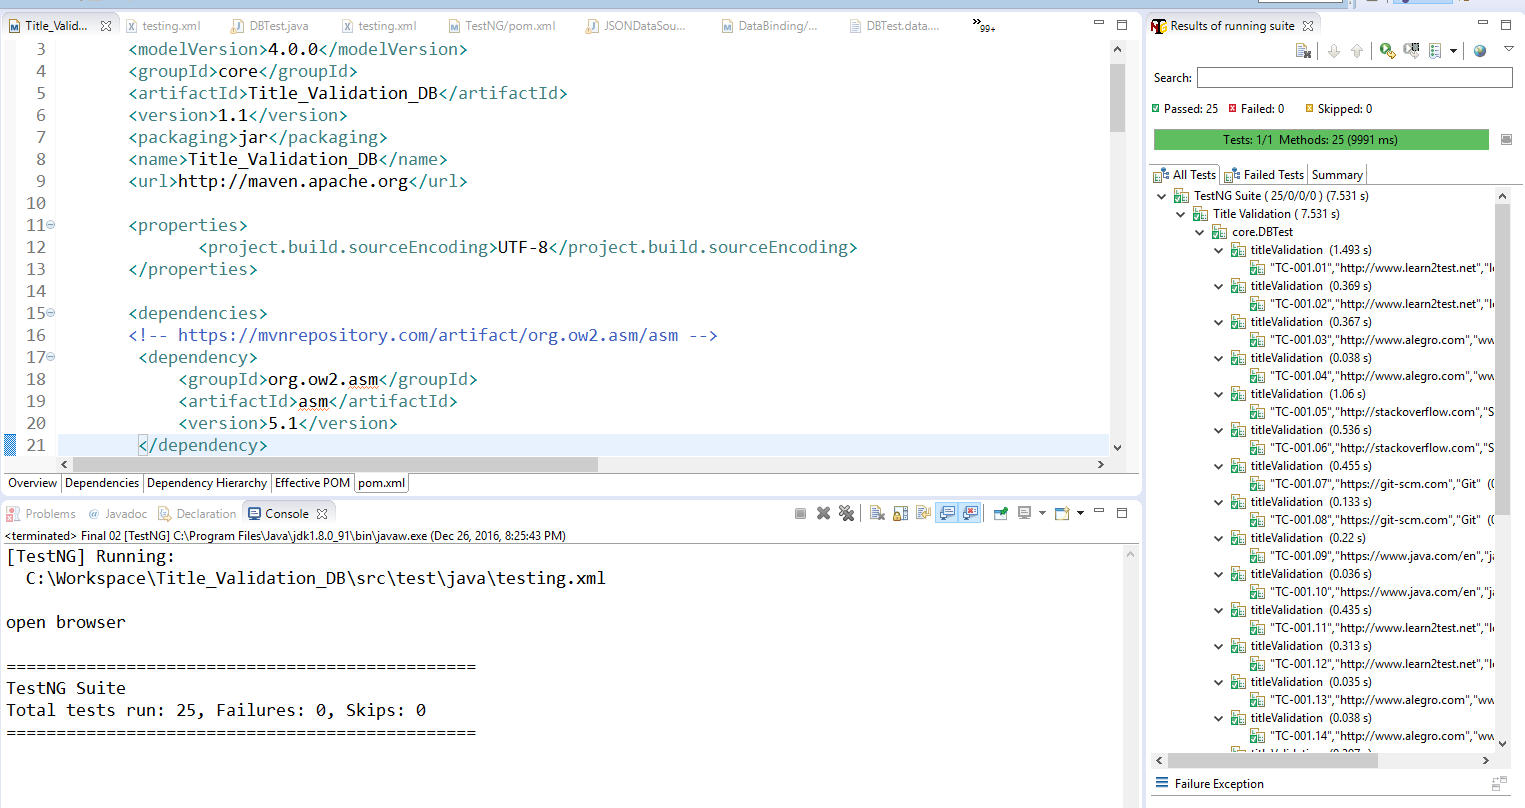 Title_Valid...
testing.xml
DBTest.java
testing.xml
TestNG/pom.xml
JSONDataSou...
DataBinding/...
DBTest.data....
99+
3 <modelVersion>4.0.0</modelVersion>
4 <groupId>core</groupId>
5 <artifactId>Title_Validation_DB</artifactId>
6 <version>1.1</version>
7 <packaging>jar</packaging>
8 <name>Title_Validation_DB</name>
9 <url>http://maven.apache.org</url>
10
11 <properties>
12 <project.build.sourceEncoding>UTF-8</project.build.sourceEncoding>
13 </properties>
14
15 <dependencies>
16 <!-- https://mvnrepository.com/artifact/org.ow2.asm/asm -->
17 <dependency>
18 <groupId>org.ow2.asm</groupId>
19 <artifactId>asm</artifactId>
20 <version>5.1</version>
21 </dependency>
Overview Dependencies Dependency Hierarchy Effective POM pom.xml
Problems @ Javadoc Declaration Console
<terminated> Final 02 [TestNG] C:\Program Files\Java\jdk1.8.0_91\bin\javaw.exe (Dec 26, 2016, 8:25:43 PM)
[TestNG] Running:
C:\Workspace\Title_Validation_DB\src\test\java\testing.xml
open browser
===============================================
TestNG Suite
Total tests run: 25, Failures: 0, Skips: 0
===============================================
Results of running suite
Search:
Passed: 25 Failed: 0 Skipped: 0
Tests: 1/1 Methods: 25 (9991 ms)
All Tests Failed Tests Summary
TestNG Suite ( 25/0/0/0 ) (7.531 s)
Title Validation ( 7.531 s)
core.DBTest
titleValidation (1.493 s)
"TC-001.01","http://www.learn2test.net","l
titleValidation (0.369 s)
"TC-001.02","http://www.learn2test.net","l
titleValidation (0.367 s)
"TC-001.03","http://www.alegro.com","ww
titleValidation (0.038 s)
"TC-001.04","http://www.alegro.com","ww
titleValidation (1.06 s)
"TC-001.05","http://stackoverflow.com","S
titleValidation (0.536 s)
"TC-001.06","http://stackoverflow.com","S
titleValidation (0.455 s)
"TC-001.07","https://git-scm.com","Git" (0
titleValidation (0.133 s)
"TC-001.08","https://git-scm.com","Git" (0
titleValidation (0.22 s)
"TC-001.09","https://www.java.com/en","ja
titleValidation (0.036 s)
"TC-001.10","https://www.java.com/en","ja
titleValidation (0.435 s)
"TC-001.11","http://www.learn2test.net","l
titleValidation (0.313 s)
"TC-001.12","http://www.learn2test.net","l
titleValidation (0.035 s)
"TC-001.13","http://www.alegro.com","ww
titleValidation (0.038 s)
"TC-001.14","http://www.alegro.com","ww
Failure Exception